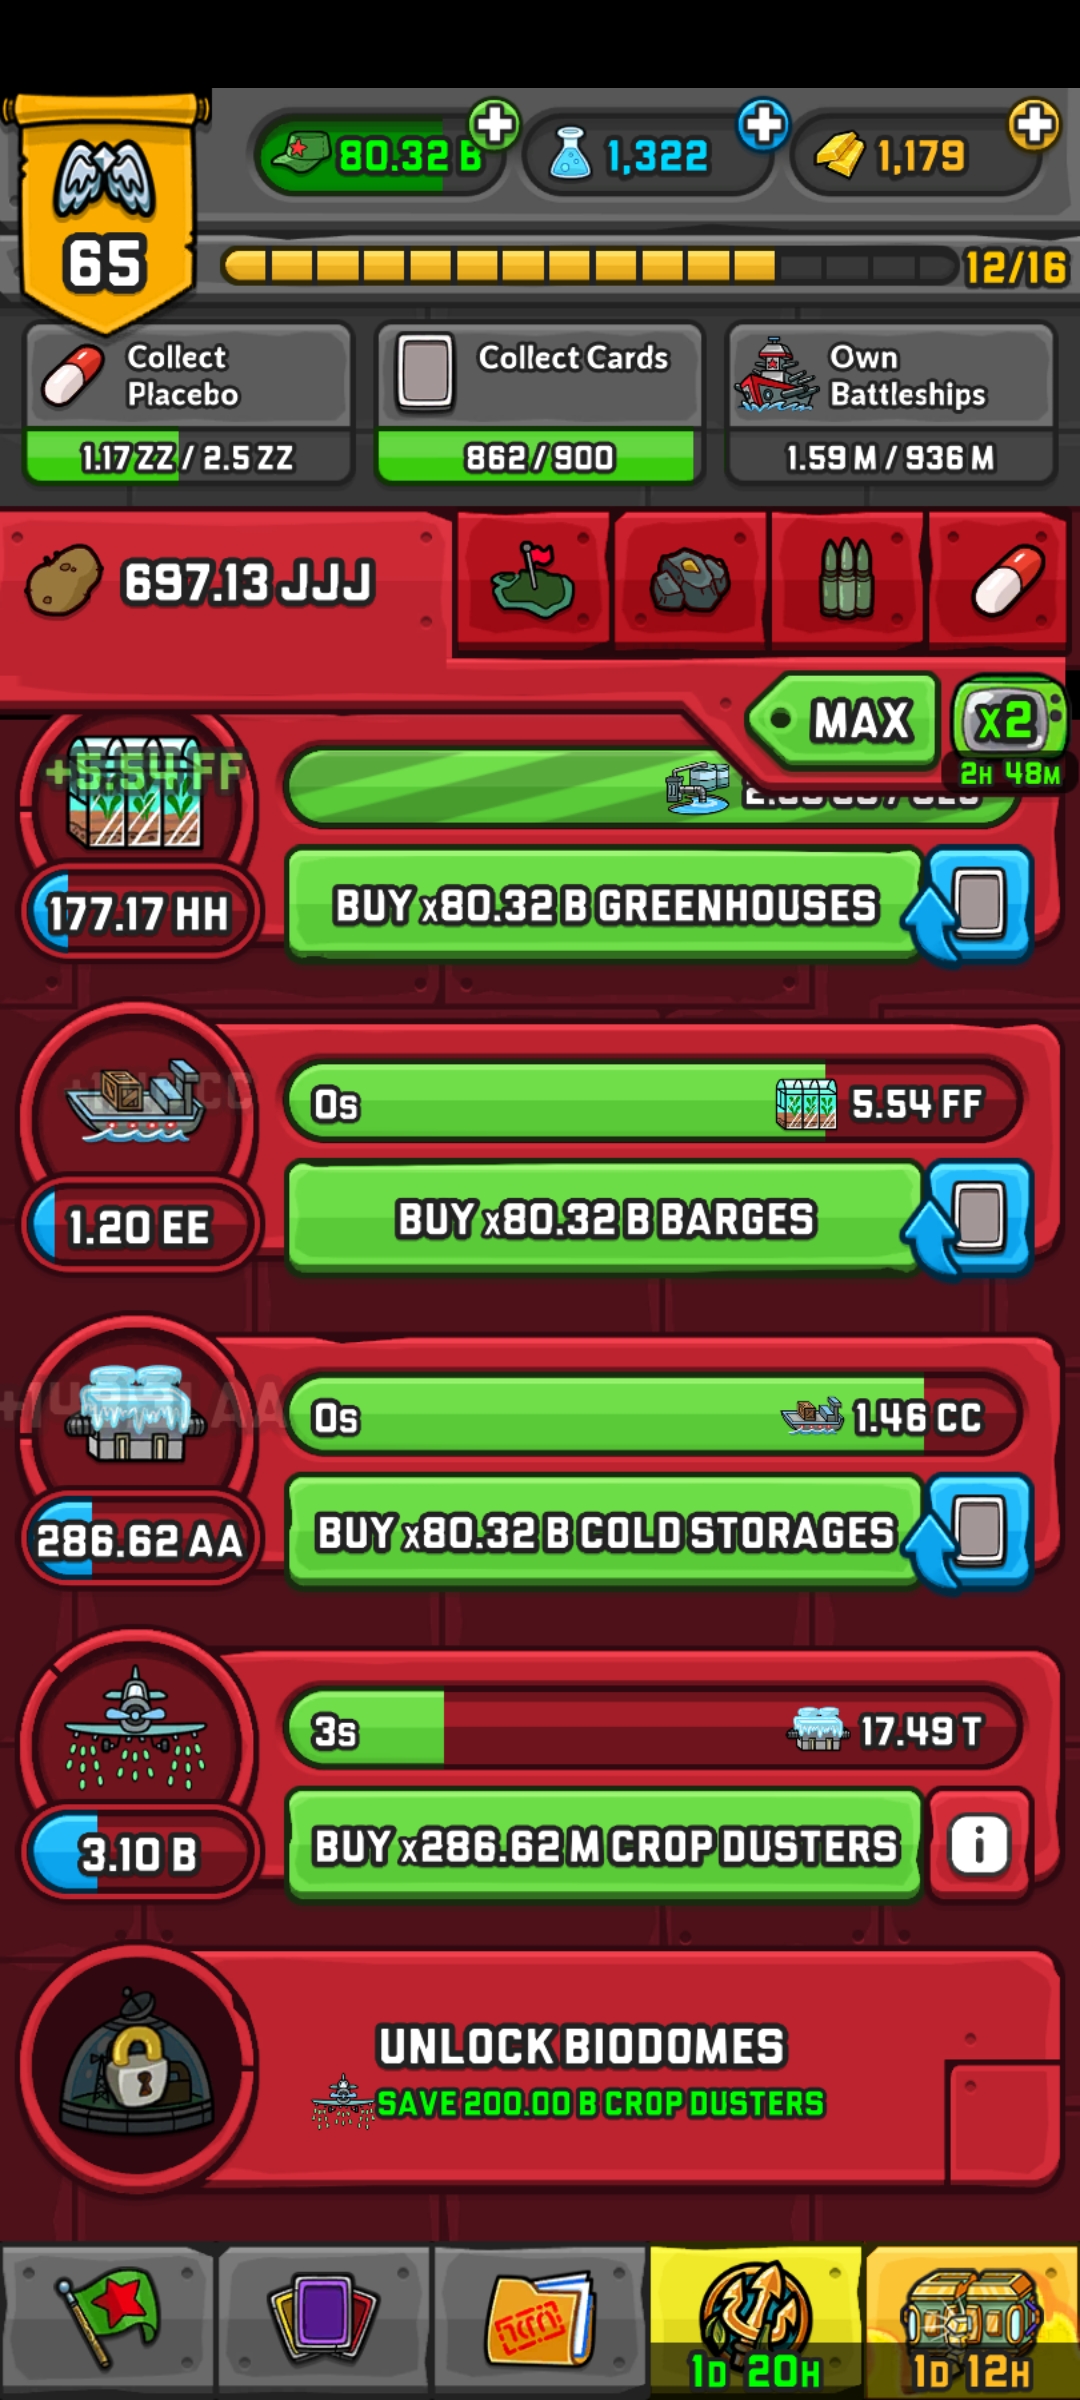 65
80.32 B
1,322
1,179
12/16
Collect
Placebo
1.17 ZZ / 2.5 ZZ
Collect Cards
862/900
Own
Battleships
1.59 M / 936 M
697.13 JJJ
MAX
x2
2H 48M
+5.54 FF
177.17 HH
BUY x80.32 B GREENHOUSES
0s
5.54 FF
1.20 EE
BUY x80.32 B BARGES
0s
1.46 CC
286.62 AA
BUY x80.32 B COLD STORAGES
3s
17.49 T
3.10 B
BUY x286.62 M CROP DUSTERS
i
UNLOCK BIODOMES
SAVE 200.00 B CROP DUSTERS
1D 20H
1D 12H